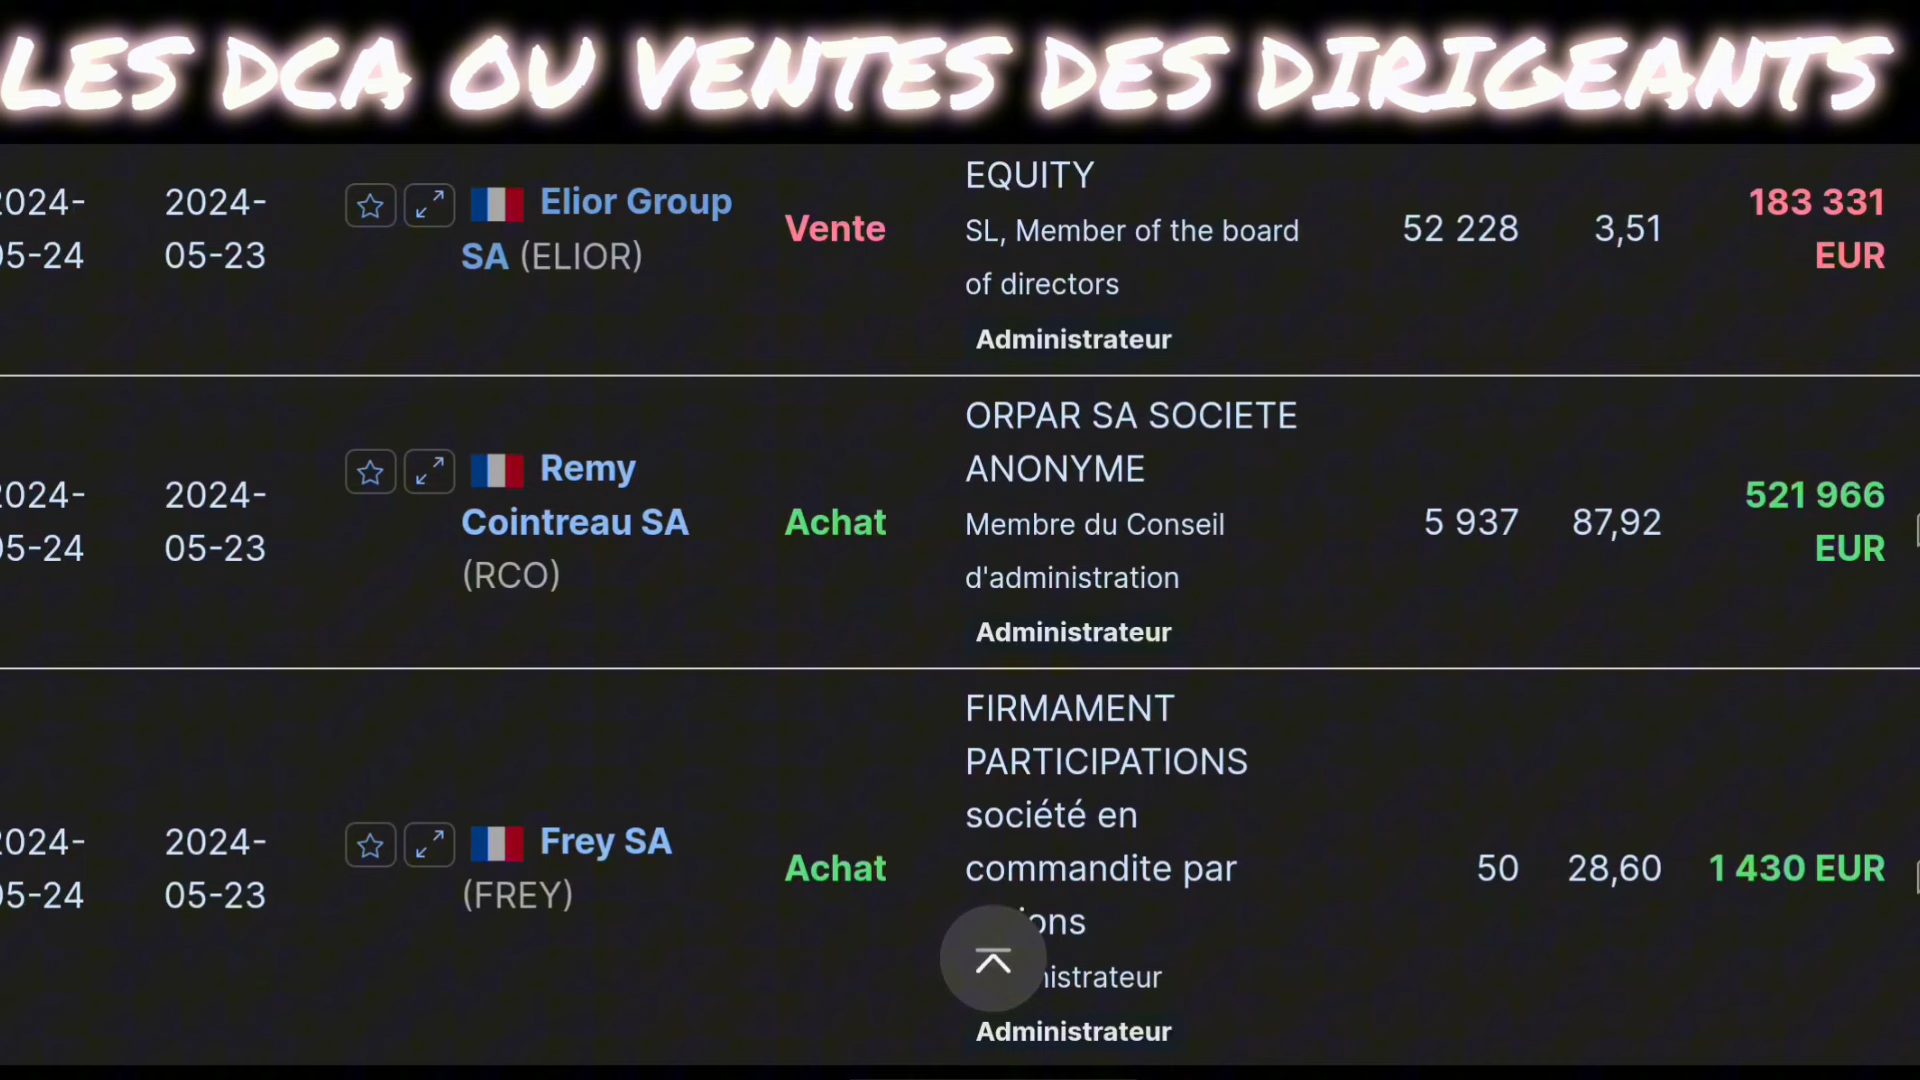 LES DCA OU VENTES DES DIRIGEANTS
2024-
05-24
2024-
05-23
Elior Group
SA (ELIOR)
Vente
EQUITY
SL, Member of the board
of directors
Administrateur
52 228
3,51
183 331
EUR
2024-
05-24
2024-
05-23
Remy
Cointreau SA
(RCO)
Achat
ORPAR SA SOCIETE
ANONYME
Membre du Conseil
d'administration
Administrateur
5 937
87,92
521 966
EUR
2024-
05-24
2024-
05-23
Frey SA
(FREY)
Achat
FIRMAMENT
PARTICIPATIONS
société en
commandite par
Administrateur
50
28,60
1 430 EUR